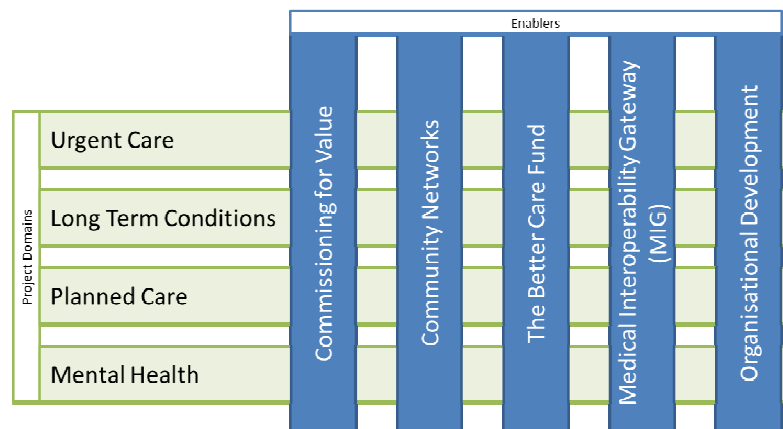 Enablers
Project Domains
Urgent Care
Long Term Conditions
Planned Care
Mental Health
Commissioning for Value
Community Networks
The Better Care Fund
Medical Interoperability Gateway
(MIG)
Organisational Development